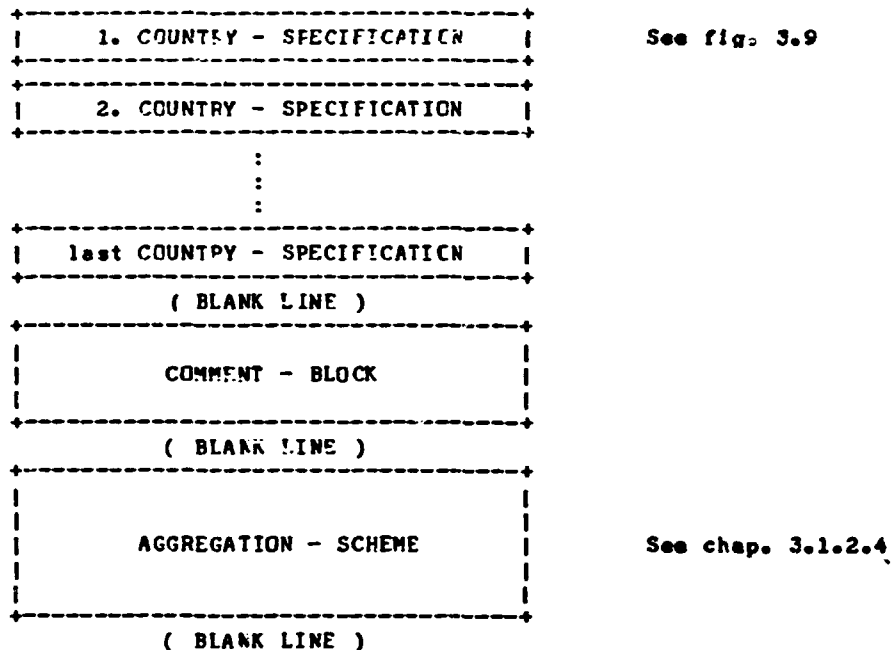 1. COUNTRY - SPECIFICATION See fig. 3.9
2. COUNTRY - SPECIFICATION
:
:
:
last COUNTRY - SPECIFICATION
( BLANK LINE )
COMMENT - BLOCK
( BLANK LINE )
AGGREGATION - SCHEME See chap. 3.1.2.4
( BLANK LINE )